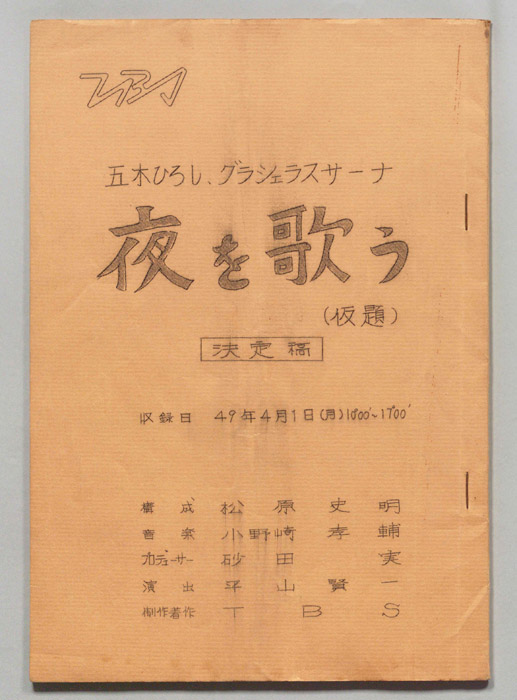 TBS
五木ひろし、グラシェラスサーナ
夜を歌う
(仮題)
決定稿
収録日 49年4月1日(月)10:00'~17:00'
構成 松原史明
音楽 小野崎孝輔
プロデューサー 砂田実
演出 平山賢一
制作著作 TBS